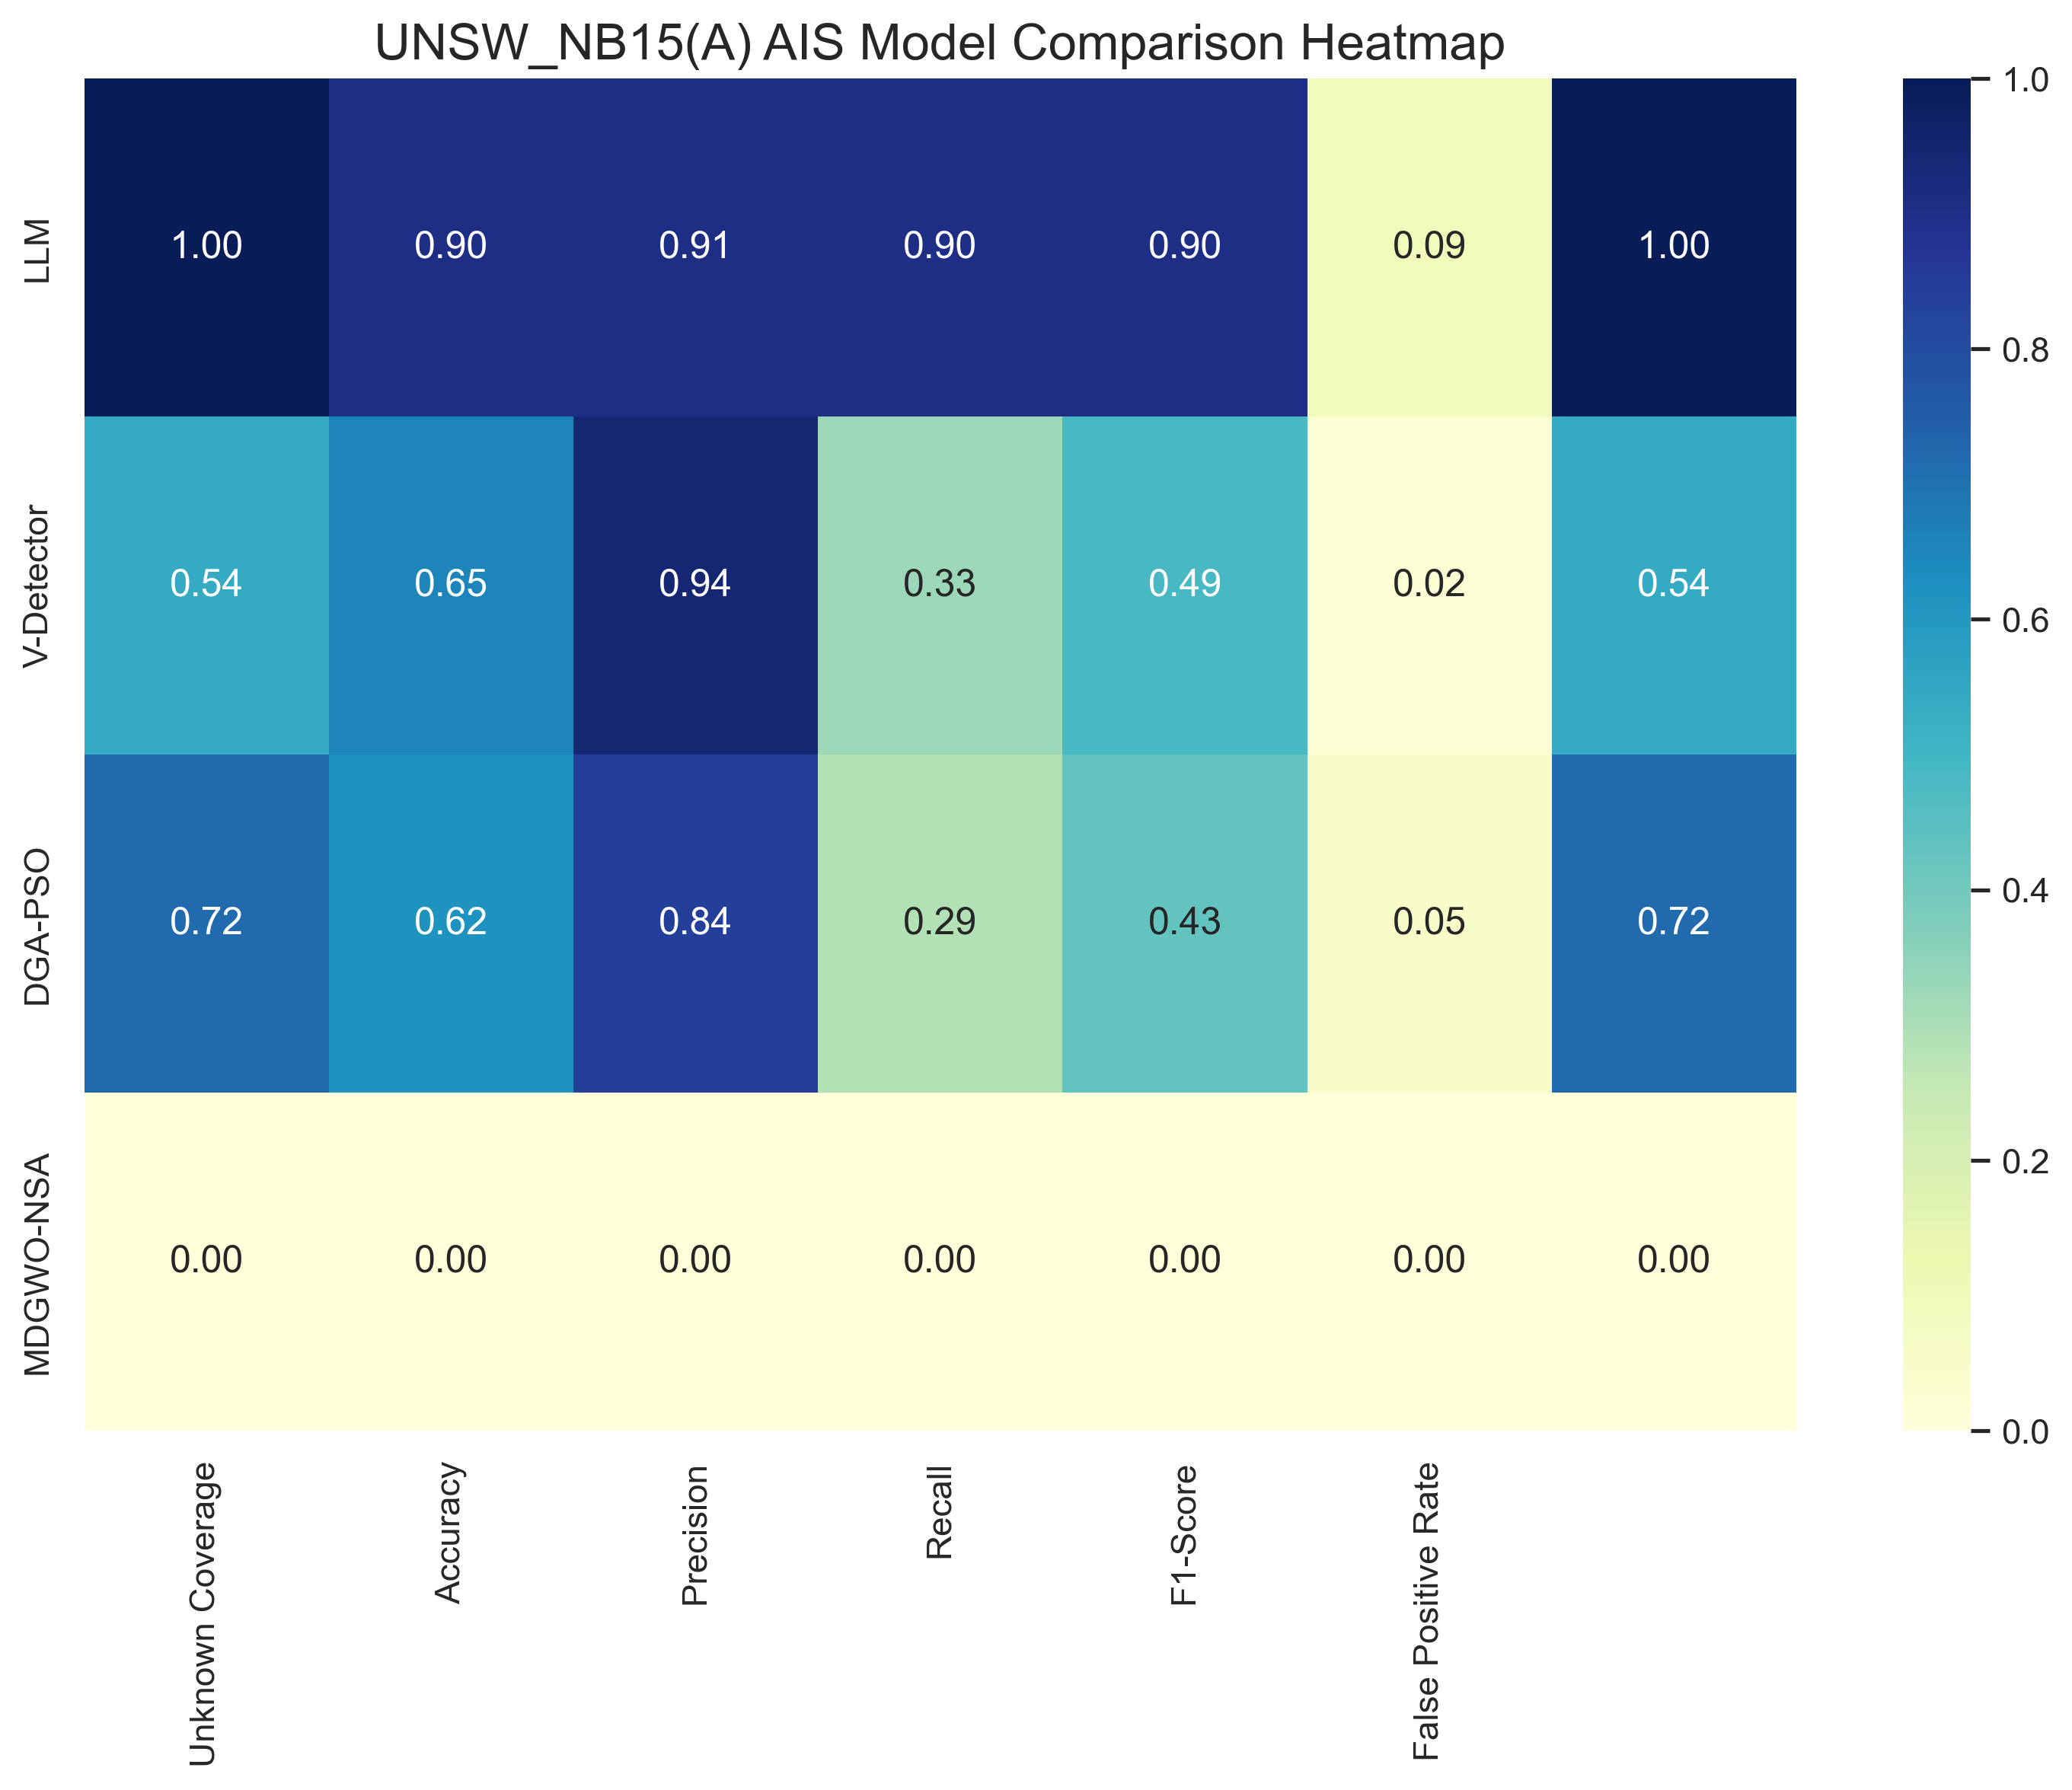 UNSW_NB15(A) AIS Model Comparison Heatmap
LLM
1.00 0.90 0.91 0.90 0.90 0.09 1.00
V-Detector
0.54 0.65 0.94 0.33 0.49 0.02 0.54
DGA-PSO
0.72 0.62 0.84 0.29 0.43 0.05 0.72
MDGWO-NSA
0.00 0.00 0.00 0.00 0.00 0.00 0.00
Unknown Coverage
Accuracy
Precision
Recall
F1-Score
False Positive Rate
1.0
0.8
0.6
0.4
0.2
0.0